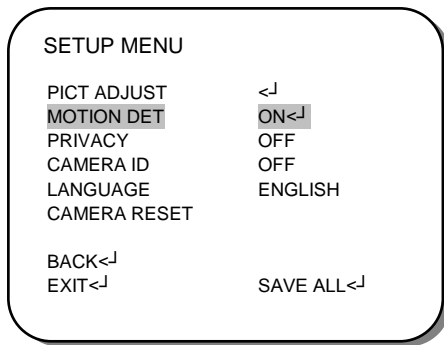 SETUP MENU
PICT ADJUST <┘
MOTION DET ON<┘
PRIVACY OFF
CAMERA ID OFF
LANGUAGE ENGLISH
CAMERA RESET
BACK<┘
EXIT<┘ SAVE ALL<┘